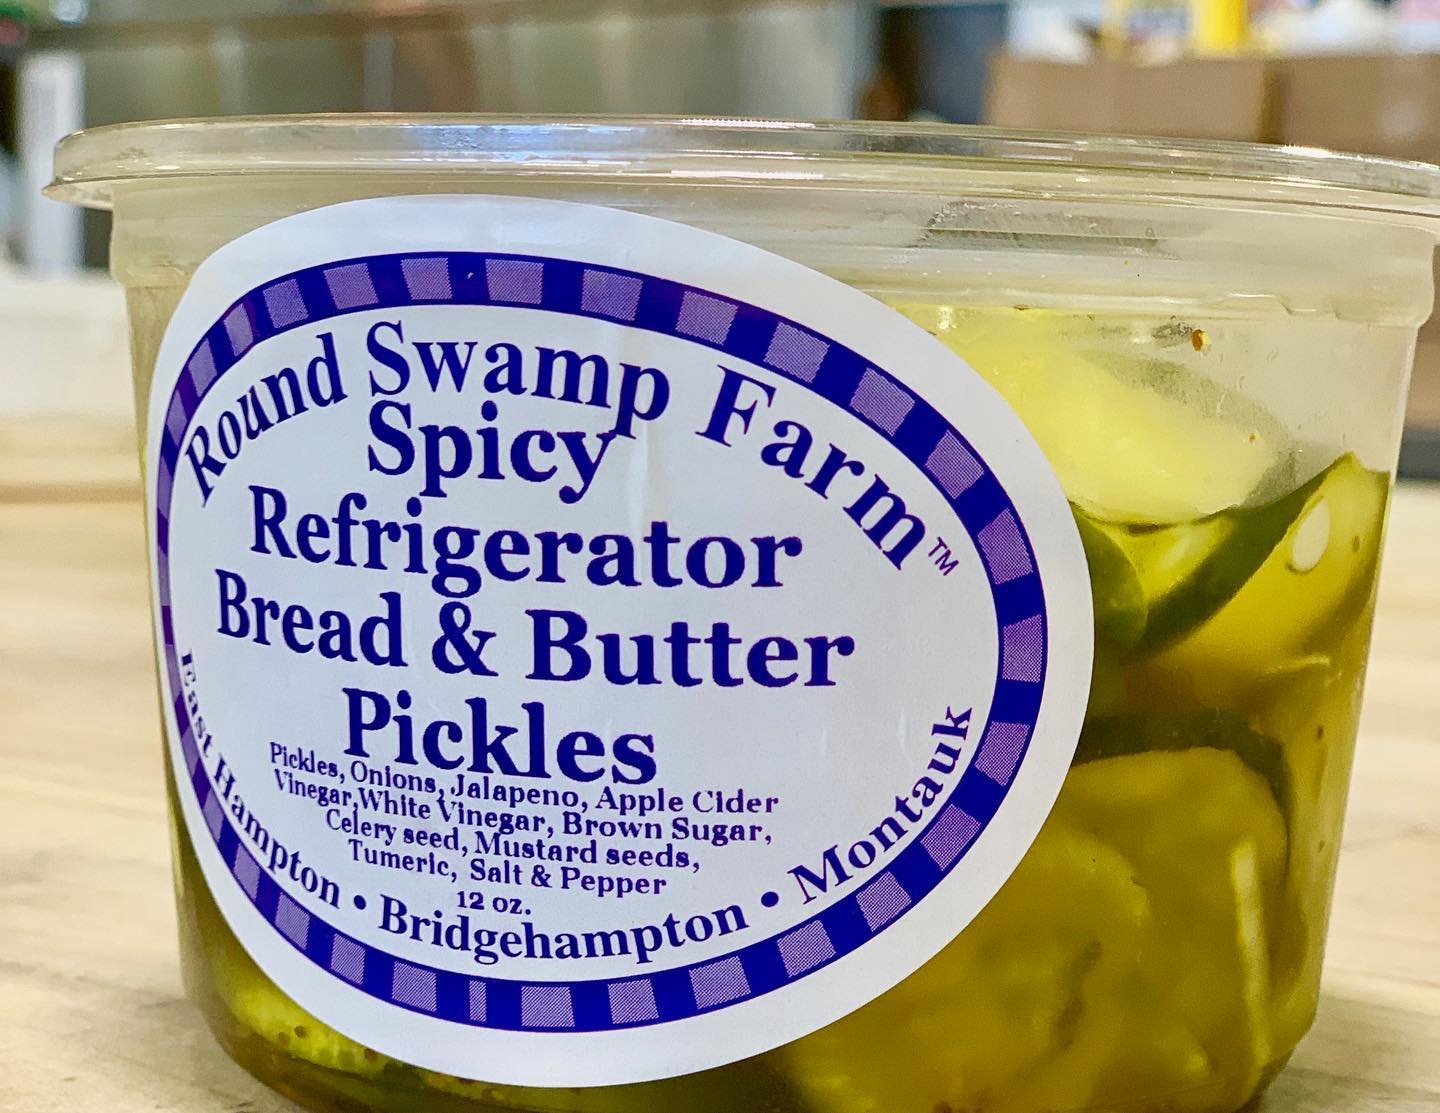 Round Swamp Farm™
Spicy
Refrigerator
Bread & Butter
Pickles
Pickles, Onions, Jalapeno, Apple Cider
Vinegar,White Vinegar, Brown Sugar,
Celery seed, Mustard seeds,
Tumeric, Salt & Pepper
12 oz.
East Hampton • Bridgehampton • Montauk